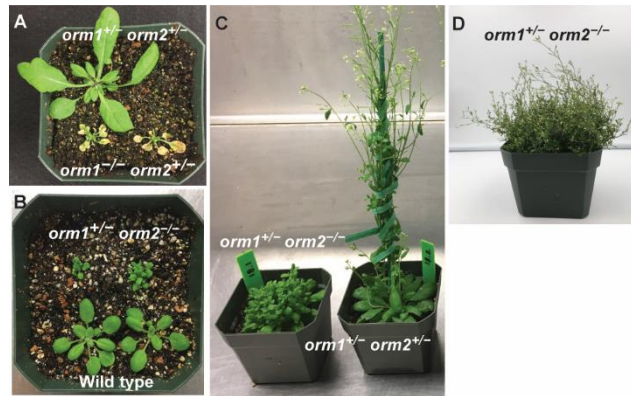 A
orm1⁺/⁻ orm2⁺/⁻
orm1⁻/⁻ orm2⁺/⁻
B
orm1⁺/⁻ orm2⁻/⁻
Wild type
C
orm1⁺/⁻ orm2⁻/⁻
orm1⁺/⁻ orm2⁺/⁻
D
orm1⁺/⁻ orm2⁻/⁻